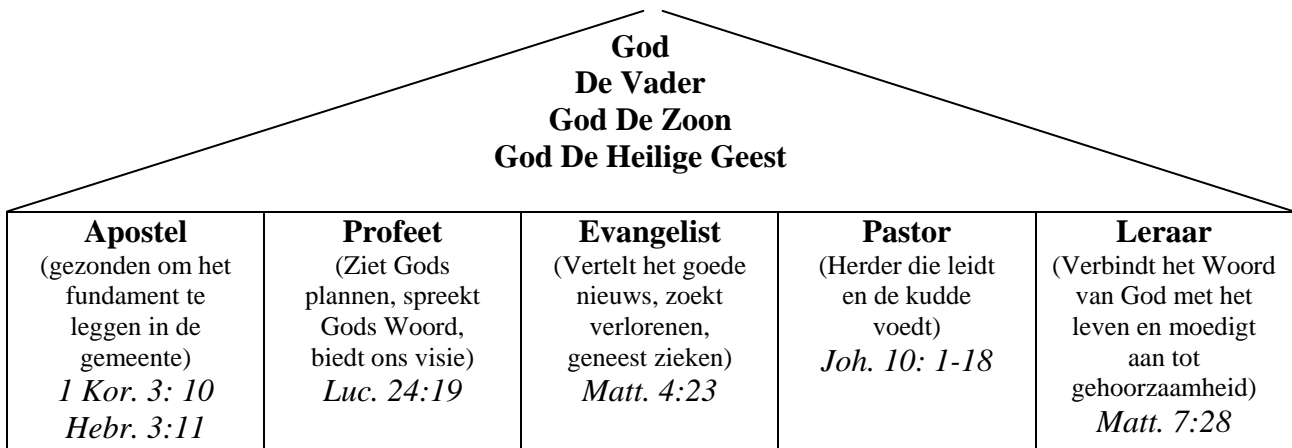 God
De Vader
God De Zoon
God De Heilige Geest
Apostel
(gezonden om het
fundament te
leggen in de
gemeente)
1 Kor. 3: 10
Hebr. 3:11
Profeet
(Ziet Gods
plannen, spreekt
Gods Woord,
biedt ons visie)
Luc. 24:19
Evangelist
(Vertelt het goede
nieuws, zoekt
verlorenen,
geneest zieken)
Matt. 4:23
Pastor
(Herder die leidt
en de kudde
voedt)
Joh. 10: 1-18
Leraar
(Verbindt het Woord
van God met het
leven en moedigt
aan tot
gehoorzaamheid)
Matt. 7:28